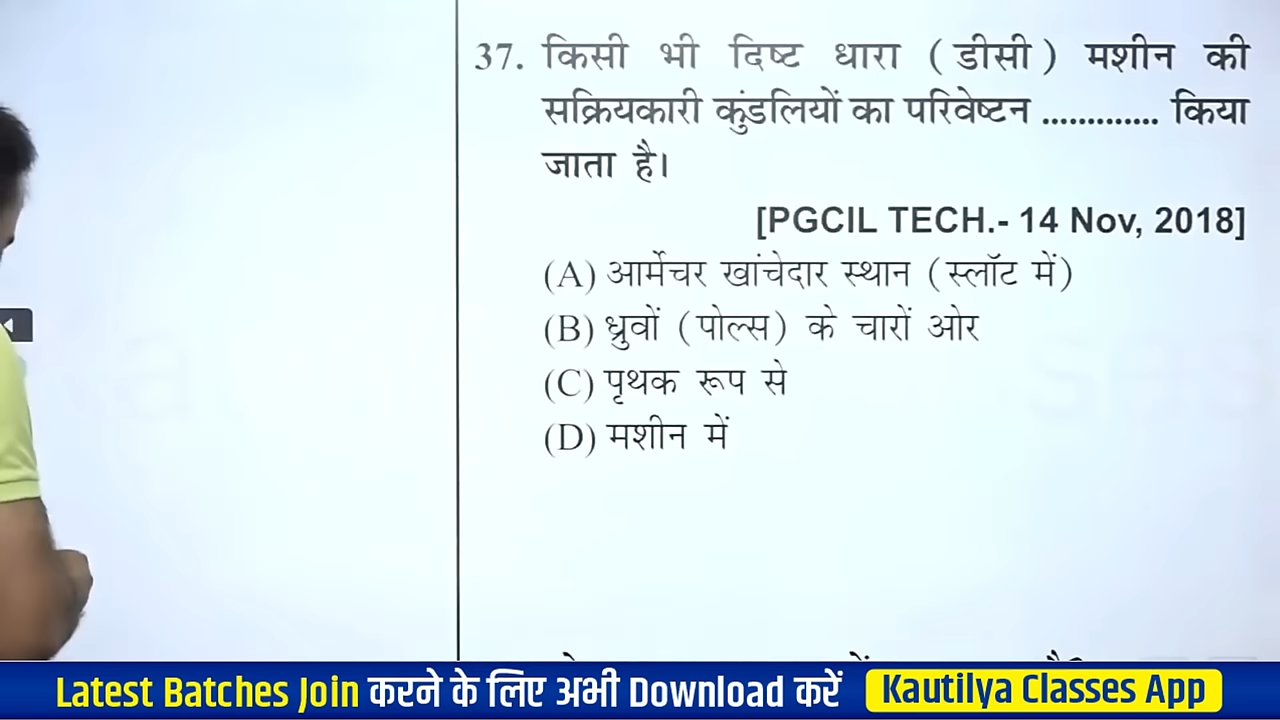 37. किसी भी दिष्ट धारा (डीसी) मशीन की
सक्रियकारी कुंडलियों का परिवेष्टन ............. किया
जाता है।
[PGCIL TECH.- 14 Nov, 2018]
(A) आर्मेचर खांचेदार स्थान (स्लॉट में)
(B) ध्रुवों (पोल्स) के चारों ओर
(C) पृथक रूप से
(D) मशीन में
Latest Batches Join करने के लिए अभी Download करें Kautilya Classes App